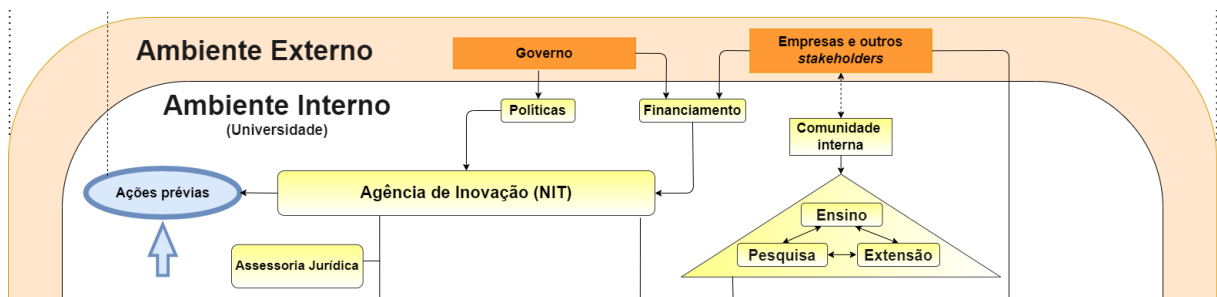 Ambiente Externo
Governo
Empresas e outros
stakeholders
Ambiente Interno
(Universidade)
Políticas
Financiamento
Comunidade
interna
Ações prévias
Agência de Inovação (NIT)
Ensino
Pesquisa
Extensão
Assessoria Jurídica